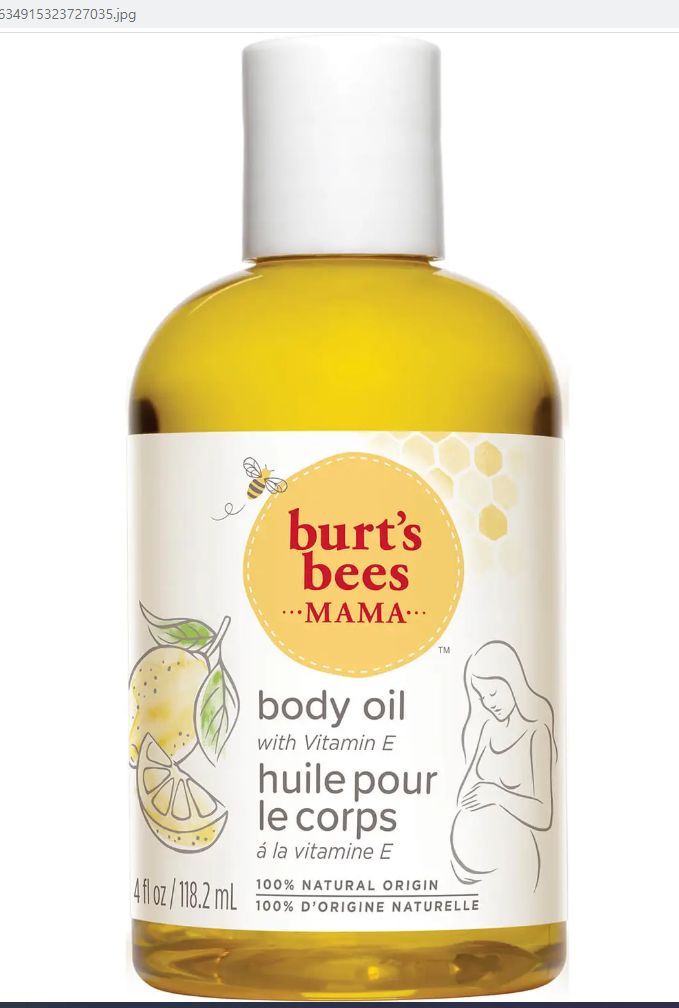 634915323727035.jpg
burt's
bees
···MAMA···
TM
body oil
with Vitamin E
huile pour
le corps
á la vitamine E
4 fl oz / 118.2 mL
100% NATURAL ORIGIN
100% D'ORIGINE NATURELLE